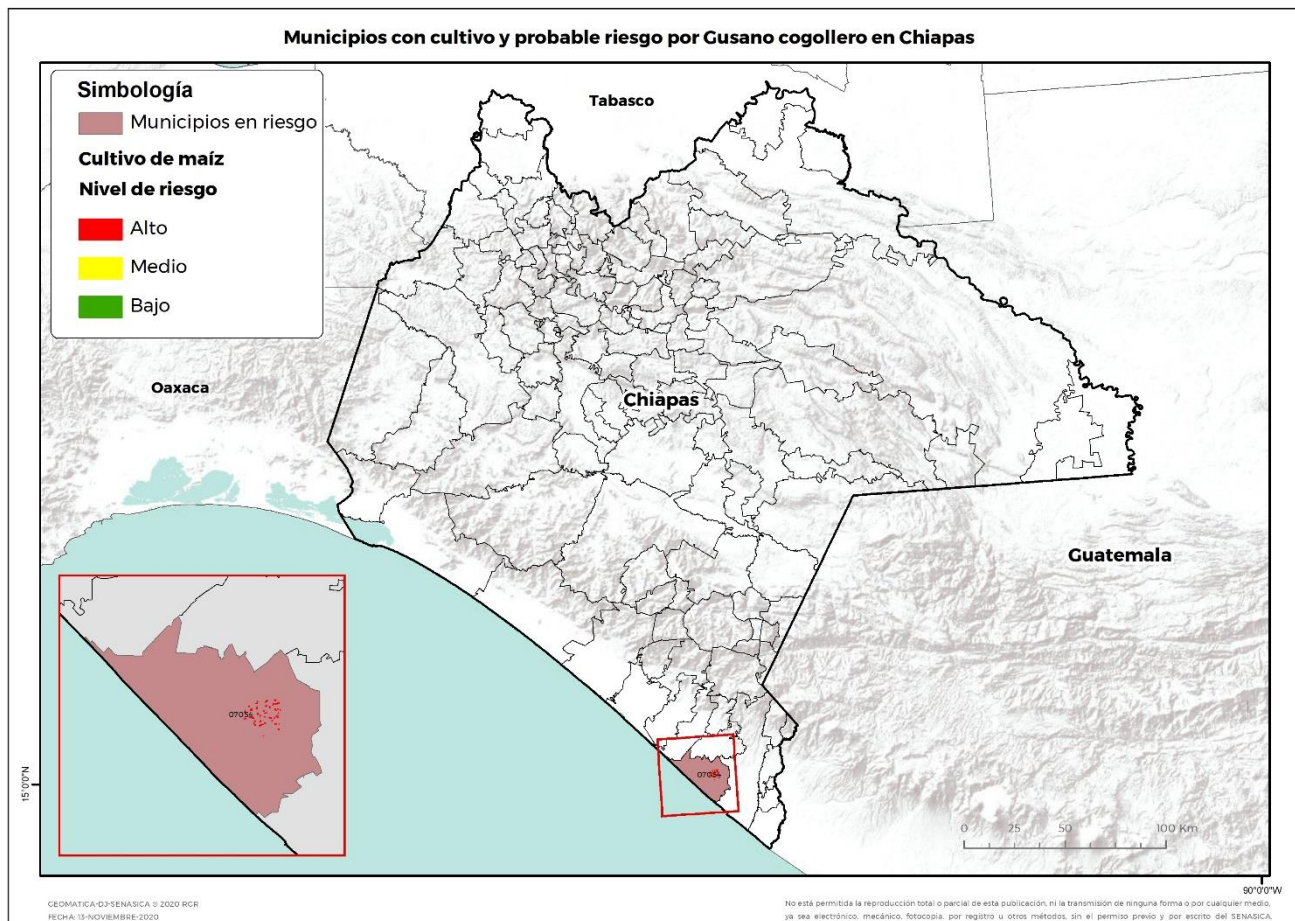 Municipios con cultivo y probable riesgo por Gusano cogollero en Chiapas
Simbología
Municipios en riesgo
Cultivo de maíz
Nivel de riesgo
Alto
Medio
Bajo
Tabasco
Oaxaca
Chiapas
Guatemala
07054
07054
15°0'0"N
0 25 50 100 Km
90°0'0"W
GEOMATICA-DJ-SENASICA © 2020 RCR
FECHA: 13-NOVIEMBRE-2020
No está permitida la reproducción total o parcial de esta publicación, ni la transmisión de ninguna forma o por cualquier medio,
ya sea electrónico, mecánico, fotocopia, por registro u otros métodos, sin el permiso previo y por escrito del SENASICA.